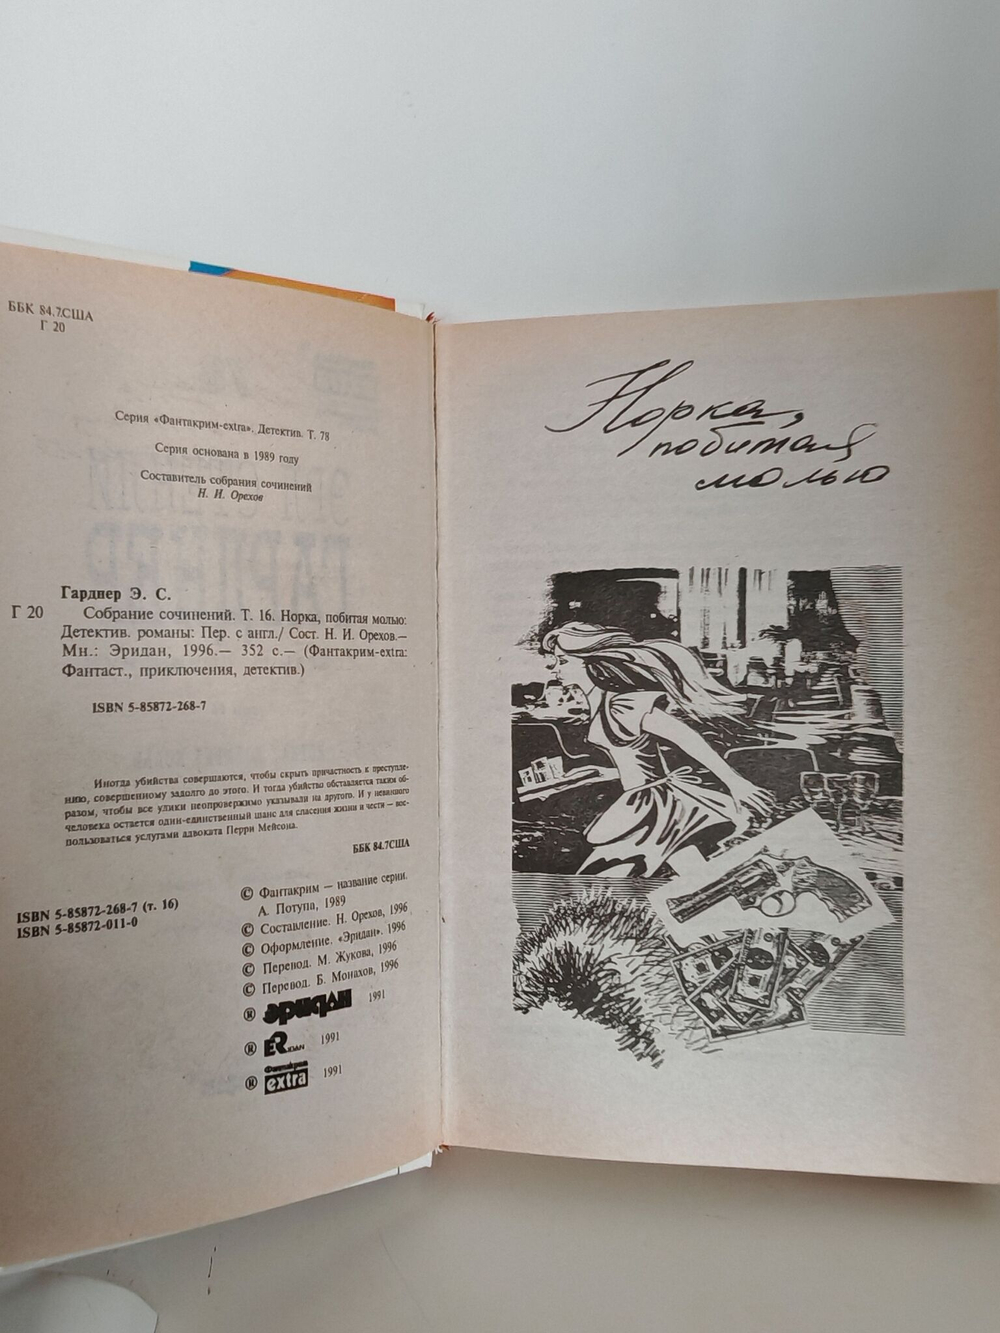 ББК 84.7.США
Г 20
Серия «Фантакрим-extra». Детектив. Т. 78
Серия основана в 1989 году
Составитель собрания сочинений
Н. И. Орехов
Гарднер Э. С.
Г 20 Собрание сочинений. Т. 16. Норка, побитая молью:
Детектив. романы: Пер. с англ./ Сост. Н. И. Орехов.—
Мн.: Эридан, 1996.— 352 с.— (Фантакрим-extra:
Фантаст., приключения, детектив.)
ISBN 5-85872-268-7
Иногда убийства совершаются, чтобы скрыть причастность к преступле-
нию, совершенному задолго до этого. И тогда убийство обставляется таким об-
разом, чтобы все улики неопровержимо указывали на другого. И у невинного
человека остается один-единственный шанс для спасения жизни и чести — вос-
пользоваться услугами адвоката Перри Мейсона.
ББК 84.7США
ISBN 5-85872-268-7 (т. 16)
ISBN 5-85872-011-0
© Фантакрим — название серии.
А. Потупа, 1989
© Составление. Н. Орехов, 1996
© Оформление. «Эридан». 1996
© Перевод. М. Жукова, 1996
© Перевод. Б. Монахов, 1996
® эридан 1991
® ERIDAN 1991
® Фантакрим extra 1991
Норка,
побитая
молью